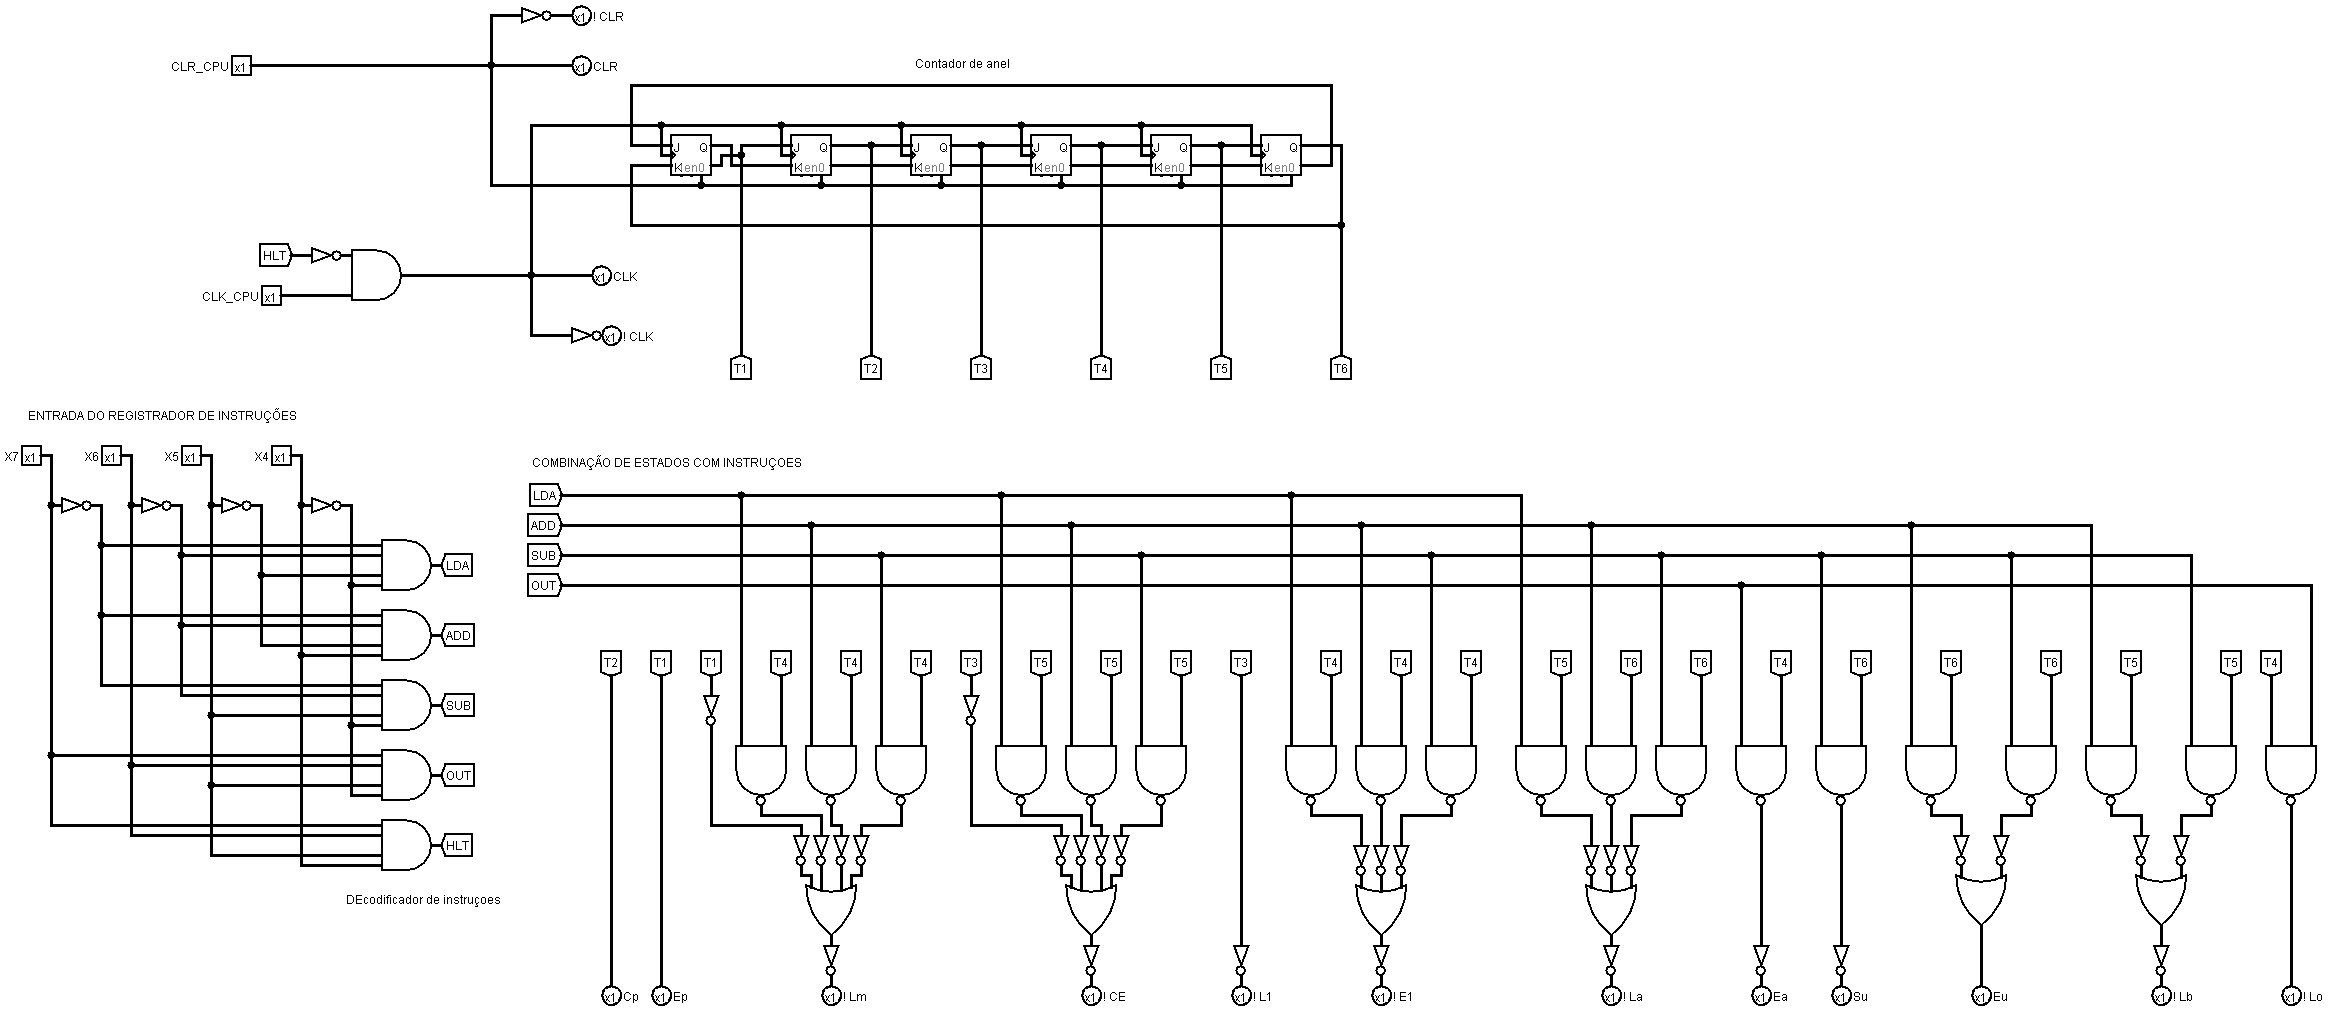 x1 ! CLR
CLR_CPU x1
x1 CLR
Contador de anel
J Q J Q J Q J Q J Q J Q
K en0 K en0 K en0 K en0 K en0 K en0
HLT
x1 CLK
CLK_CPU x1
x1 ! CLK
T1 T2 T3 T4 T5 T6
ENTRADA DO REGISTRADOR DE INSTRUÇÕES
X7 x1 X6 x1 X5 x1 X4 x1
COMBINAÇÃO DE ESTADOS COM INSTRUÇOES
LDA
ADD
SUB
OUT
LDA
ADD
SUB
OUT
HLT
DEcodificador de instruçoes
T2 T1 T1 T4 T4 T4 T3 T5 T5 T5 T3 T4 T4 T4 T5 T6 T6 T4 T6 T6 T6 T5 T5 T4
x1 Cp x1 Ep x1 ! Lm x1 ! CE x1 ! L1 x1 ! E1 x1 ! La x1 Ea x1 Su x1 Eu x1 ! Lb x1 ! Lo